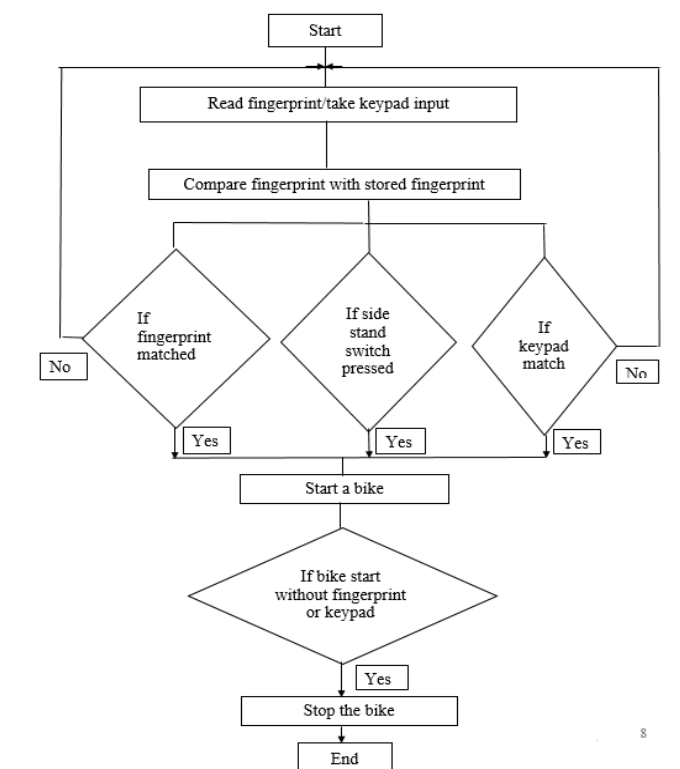 Start
Read fingerprint/take keypad input
Compare fingerprint with stored fingerprint
If
fingerprint
matched
If side
stand
switch
pressed
If
keypad
match
No
No
Yes
Yes
Yes
Start a bike
If bike start
without fingerprint
or keypad
Yes
Stop the bike
8
End